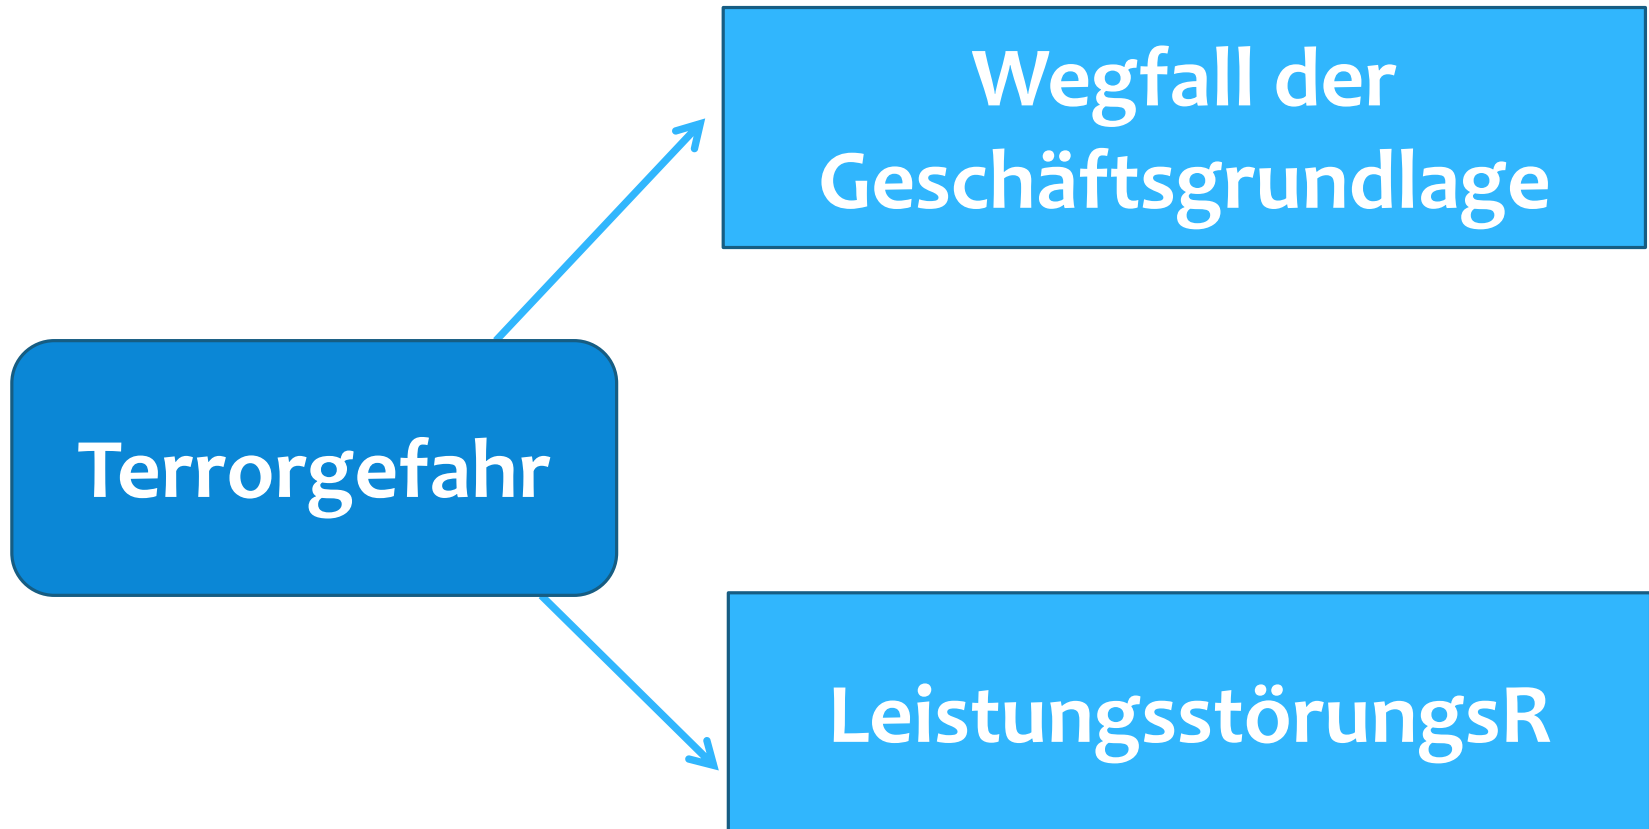 Wegfall der
Geschäftsgrundlage
Terrorgefahr
LeistungsstörungsR